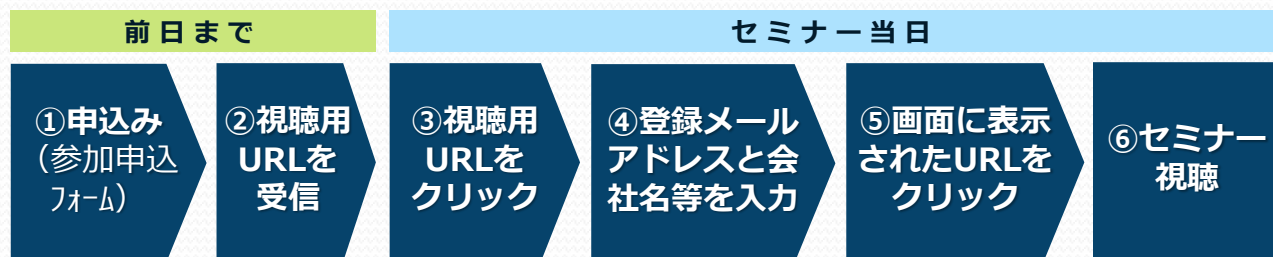 前日まで
セミナー当日
①申込み
（参加申込
ﾌｫｰﾑ）
②視聴用
URLを
受信
③視聴用
URLを
クリック
④登録メール
アドレスと会
社名等を入力
⑤画面に表示
されたURLを
クリック
⑥セミナー
視聴